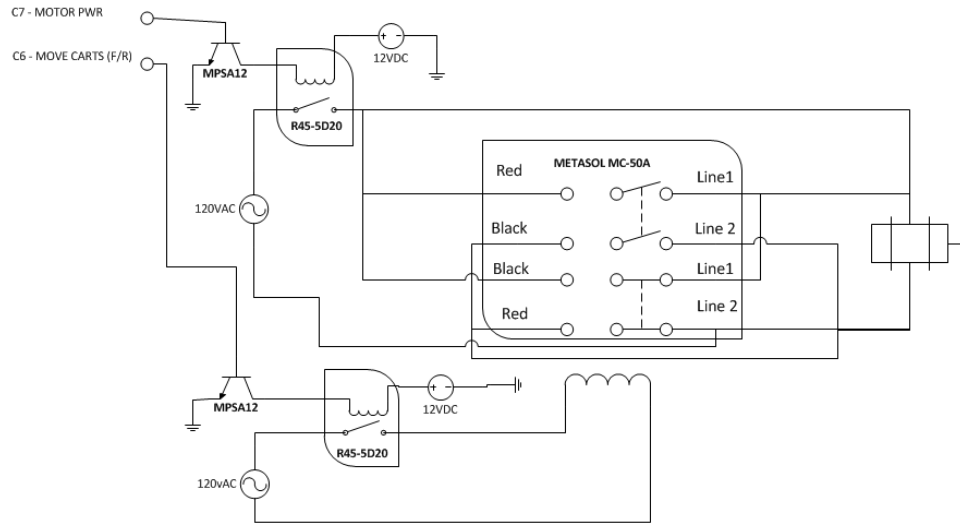 C7 - MOTOR PWR
C6 - MOVE CARTS (F/R)
MPSA12
12VDC
R45-5D20
METASOL MC-50A
Red
Line1
120VAC
Black
Line 2
Black
Line1
Red
Line 2
MPSA12
12VDC
R45-5D20
120vAC